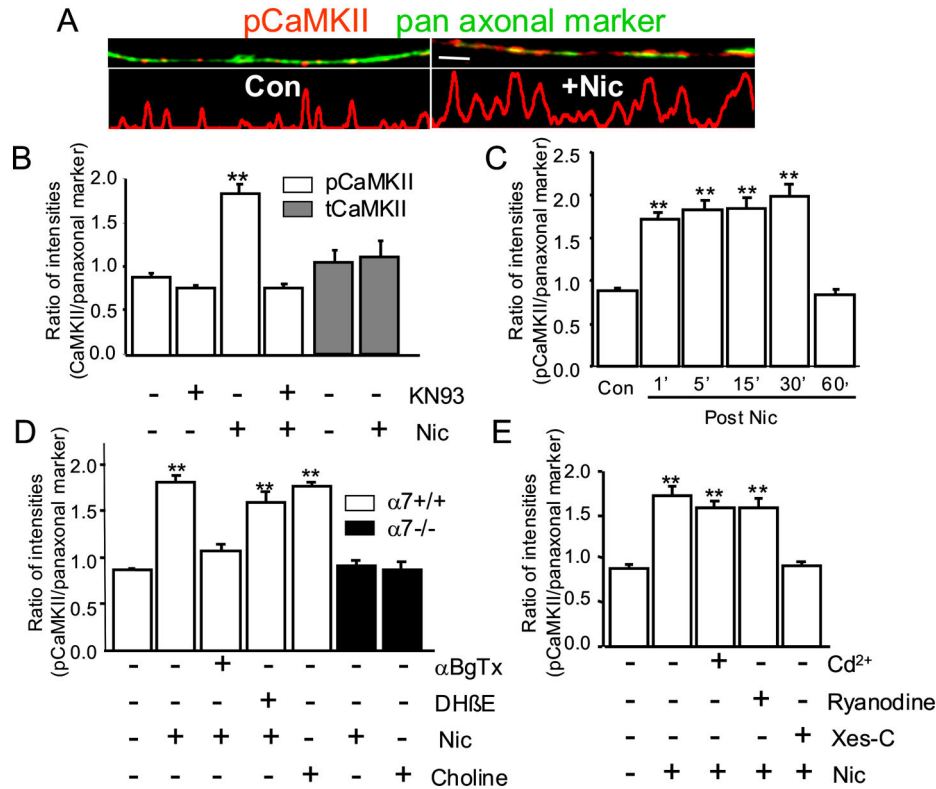 A
pCaMKII pan axonal marker
Con
+Nic
B
Ratio of intensities
(CaMKII/panaxonal marker)
2.0
1.5
1.0
0.5
0.0
**
pCaMKII
tCaMKII
- + - + - - KN93
- - + + - + Nic
C
Ratio of intensities
(pCaMKII/panaxonal marker)
2.5
2.0
1.5
1.0
0.5
0.0
** ** ** **
Con 1' 5' 15' 30' 60'
Post Nic
D
Ratio of intensities
(pCaMKII/panaxonal marker)
2.0
1.5
1.0
0.5
0.0
** ** **
α7+/+
α7-/-
- - + - - - - αBgTx
- - - + - - - DHßE
- + + + - + - Nic
- - - - + - + Choline
E
Ratio of intensities
(pCaMKII/panaxonal marker)
2.0
1.5
1.0
0.5
0.0
** ** **
- - + - - Cd²⁺
- - - + - Ryanodine
- - - - + Xes-C
- + + + + Nic